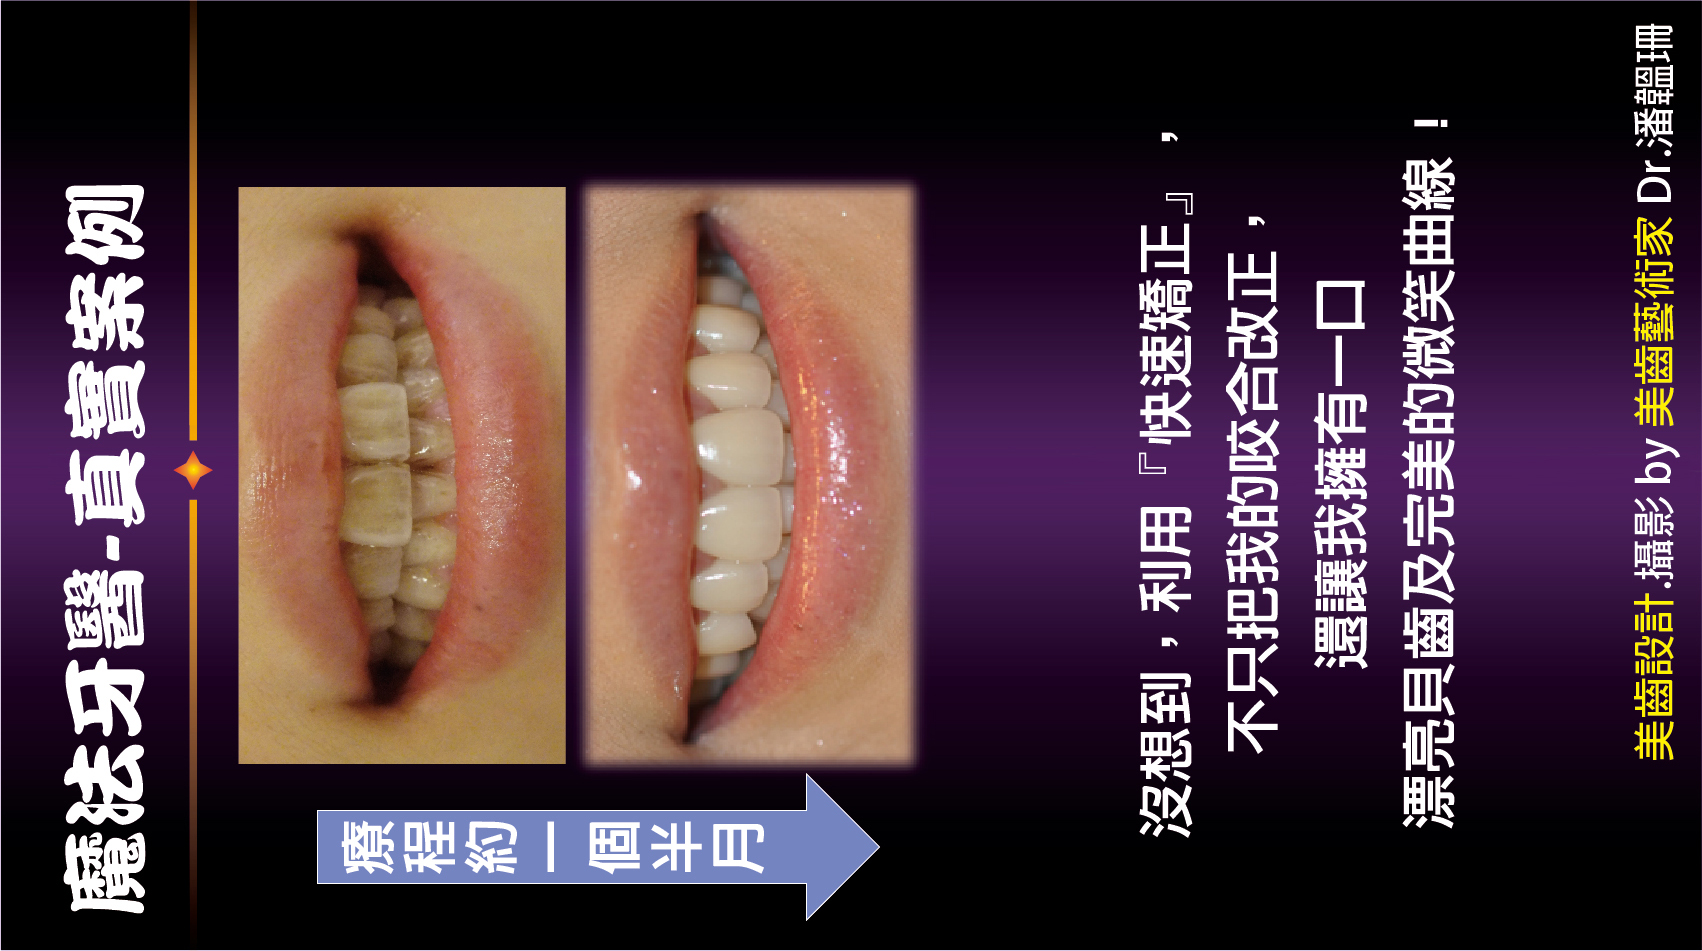 魔法牙醫-真實案例
療程約一個半月
沒想到，利用『快速矯正』，
不只把我的咬合改正，
還讓我擁有一口
漂亮貝齒及完美的微笑曲線！
美齒設計.攝影 by 美齒藝術家 Dr.潘韞珊